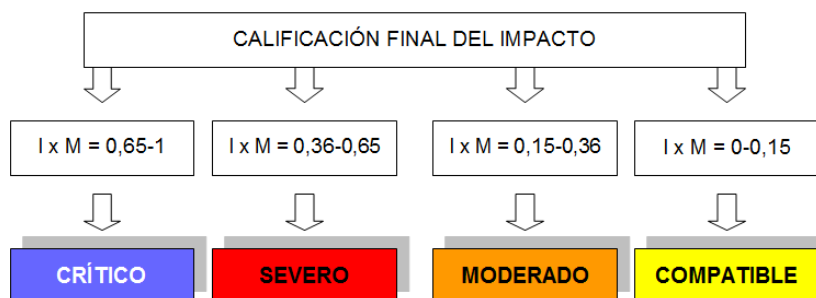 CALIFICACIÓN FINAL DEL IMPACTO
I x M = 0,65-1
I x M = 0,36-0,65
I x M = 0,15-0,36
I x M = 0-0,15
CRÍTICO
SEVERO
MODERADO
COMPATIBLE